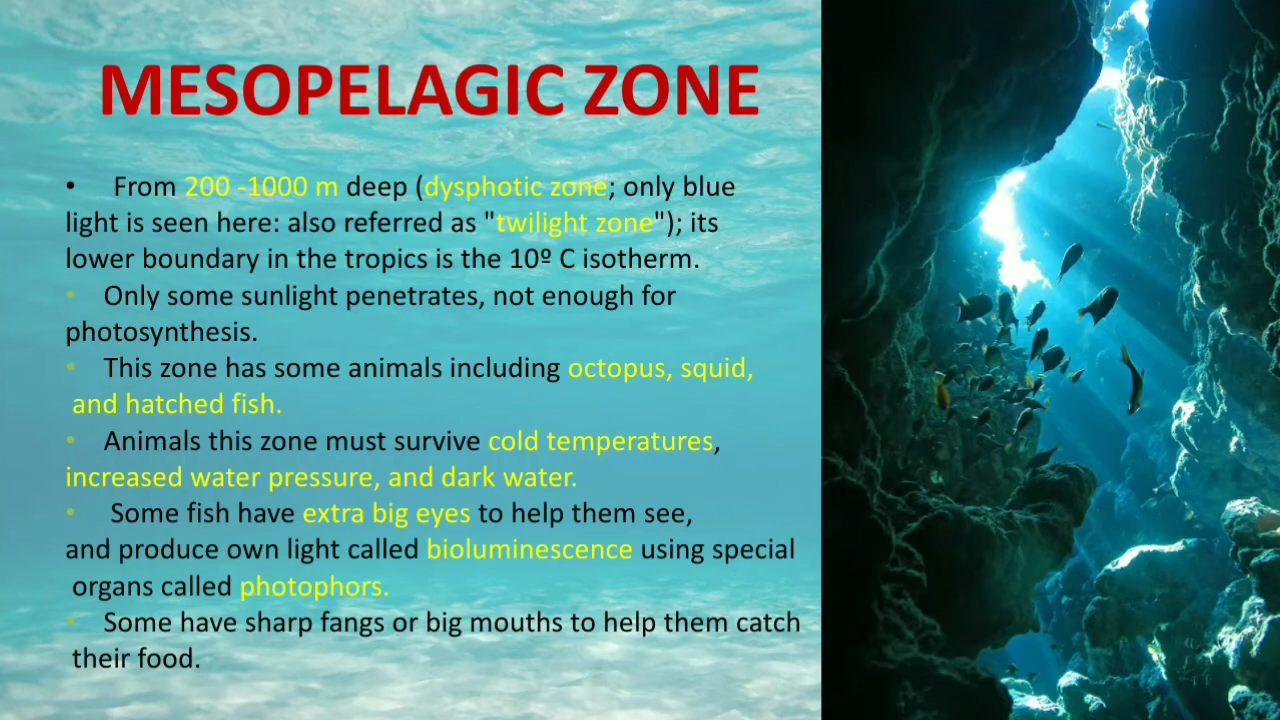 MESOPELAGIC ZONE
• From 200 -1000 m deep (dysphotic zone; only blue
light is seen here: also referred as "twilight zone"); its
lower boundary in the tropics is the 10º C isotherm.
• Only some sunlight penetrates, not enough for
photosynthesis.
• This zone has some animals including octopus, squid,
and hatched fish.
• Animals this zone must survive cold temperatures,
increased water pressure, and dark water.
• Some fish have extra big eyes to help them see,
and produce own light called bioluminescence using special
organs called photophors.
• Some have sharp fangs or big mouths to help them catch
their food.